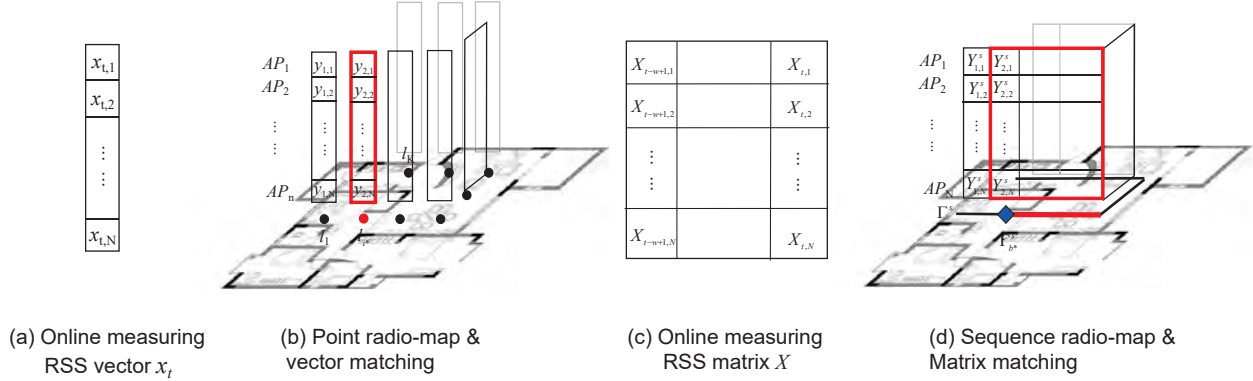 x_{t,1}
x_{t,2}
⋮
x_{t,N}
(a) Online measuring
RSS vector x_t
AP_1 y_{1,1} y_{2,1}
AP_2 y_{1,2} y_{2,2}
⋮ ⋮ ⋮
l_K
AP_n y_{1,N} y_{2,N}
l_1 l_{i*}
(b) Point radio-map &
vector matching
X_{t-w+1,1} X_{t,1}
X_{t-w+1,2} X_{t,2}
⋮ ⋮
X_{t-w+1,N} X_{t,N}
(c) Online measuring
RSS matrix X
AP_1 Y^s_{1,1} Y^s_{2,1}
AP_2 Y^s_{1,2} Y^s_{2,2}
⋮ ⋮ ⋮
AP_N Y^s_{1,N} Y^s_{2,N}
Γ^s
(d) Sequence radio-map &
Matrix matching